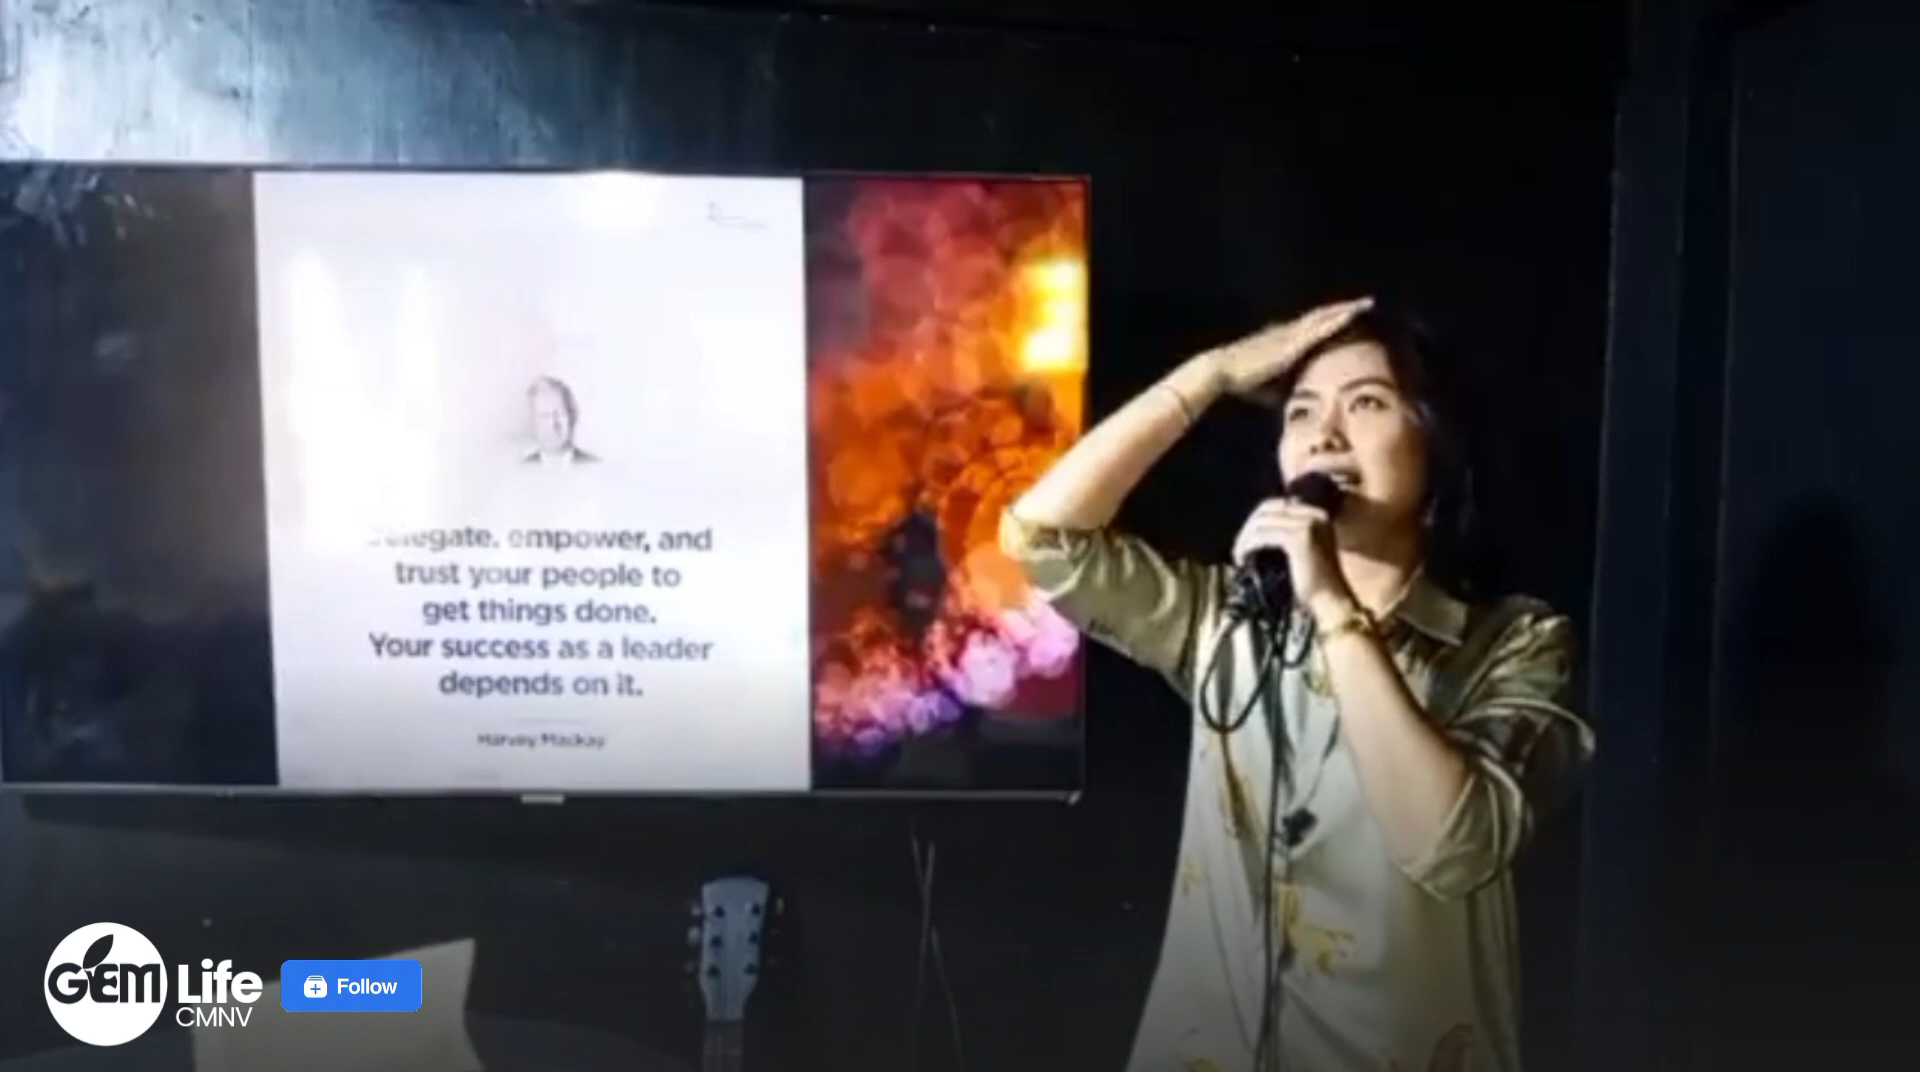 Delegate, empower, and
trust your people to
get things done.
Your success as a leader
depends on it.
Harvey Mackay
GEM Life
CMNV
Follow